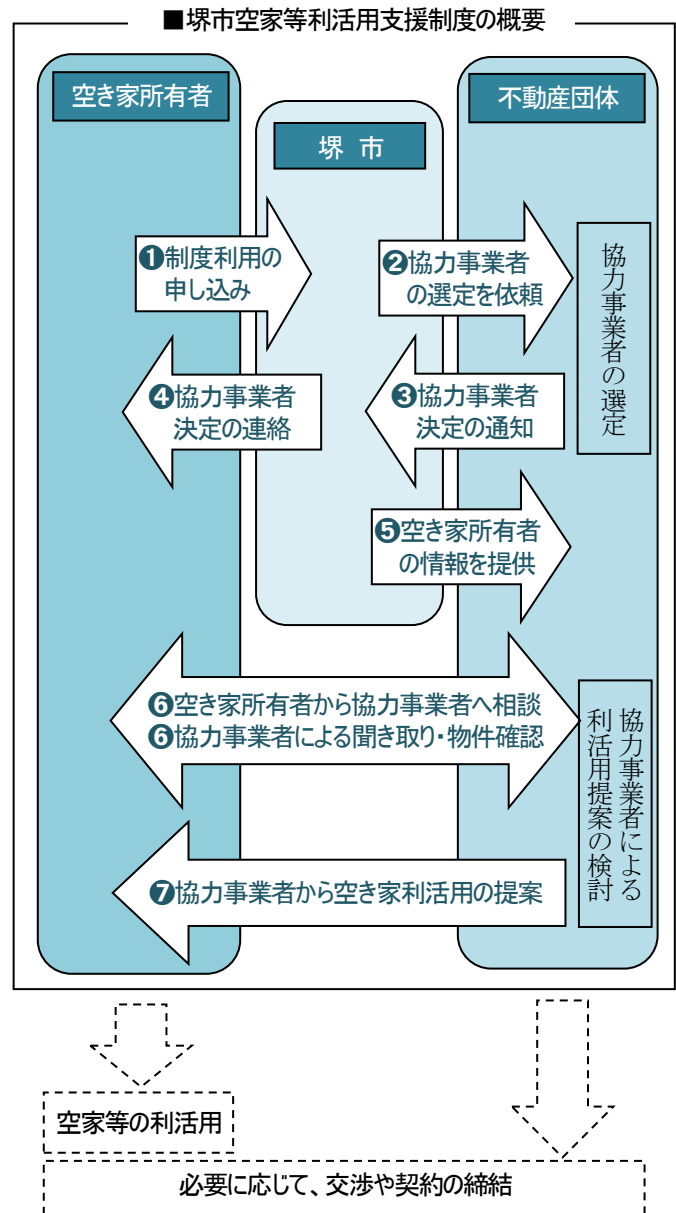 ■堺市空家等利活用支援制度の概要
空き家所有者
堺 市
不動産団体
❶制度利用の
申し込み
❷協力事業者
の選定を依頼
協力事業者の選定
❹協力事業者
決定の連絡
❸協力事業者
決定の通知
❺空き家所有者
の情報を提供
❻空き家所有者から協力事業者へ相談
❻協力事業者による聞き取り・物件確認
協力事業者による
利活用提案の検討
❼協力事業者から空き家利活用の提案
空家等の利活用
必要に応じて、交渉や契約の締結